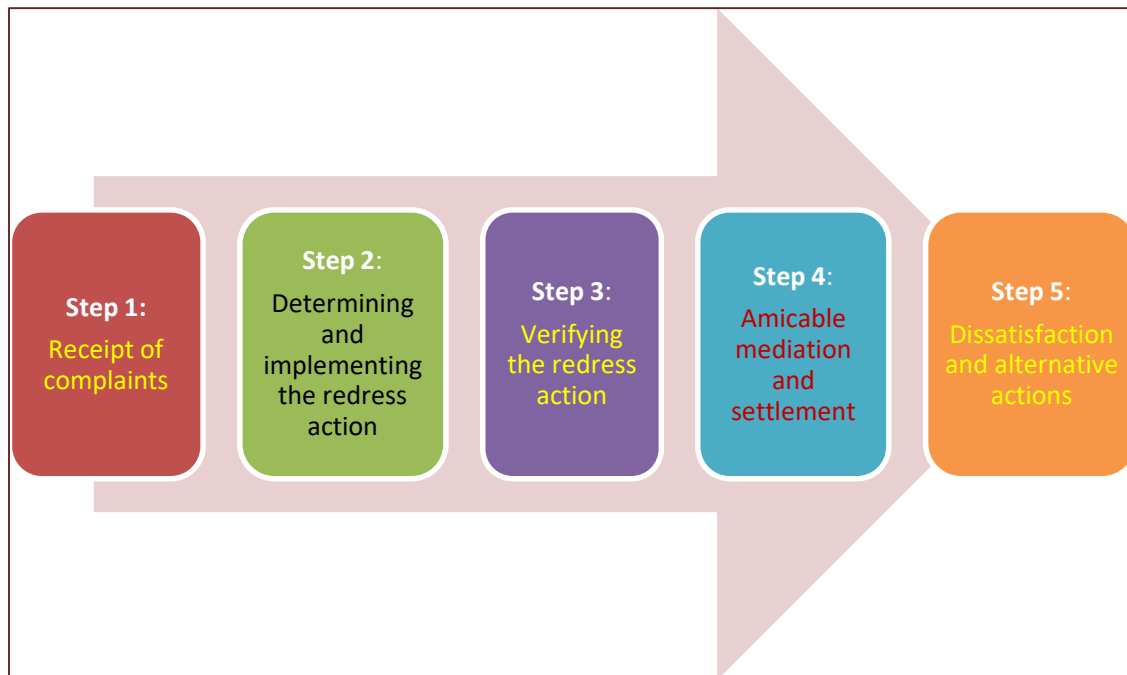 Step 1:
Receipt of
complaints
Step 2:
Determining
and
implementing
the redress
action
Step 3:
Verifying
the redress
action
Step 4:
Amicable
mediation
and
settlement
Step 5:
Dissatisfaction
and alternative
actions